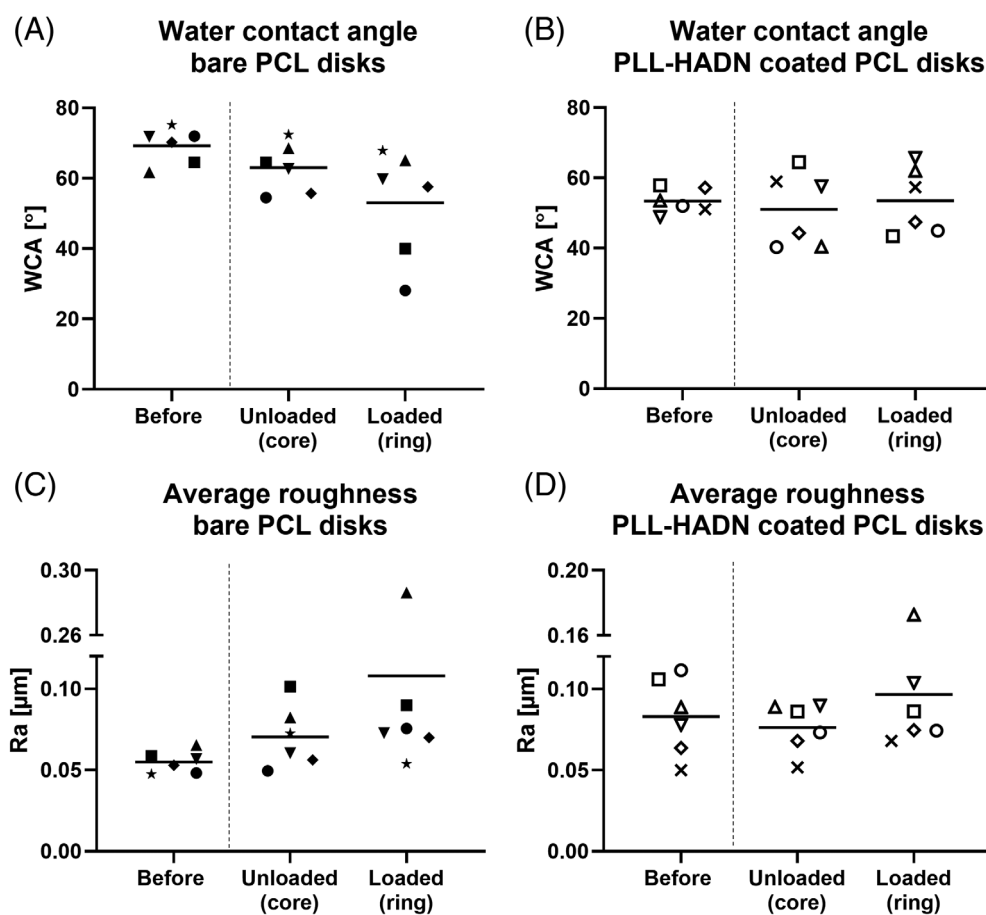 (A)
Water contact angle
bare PCL disks
WCA [°]
80
60
40
20
0
Before
Unloaded
(core)
Loaded
(ring)
(B)
Water contact angle
PLL-HADN coated PCL disks
WCA [°]
80
60
40
20
0
Before
Unloaded
(core)
Loaded
(ring)
(C)
Average roughness
bare PCL disks
Ra [µm]
0.30
0.26
0.10
0.05
0.00
Before
Unloaded
(core)
Loaded
(ring)
(D)
Average roughness
PLL-HADN coated PCL disks
Ra [µm]
0.20
0.16
0.10
0.05
0.00
Before
Unloaded
(core)
Loaded
(ring)